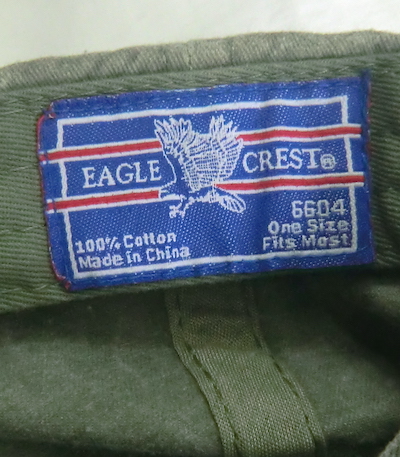 EAGLE CREST®
6604
One Size
Fits Most
100% Cotton
Made in China